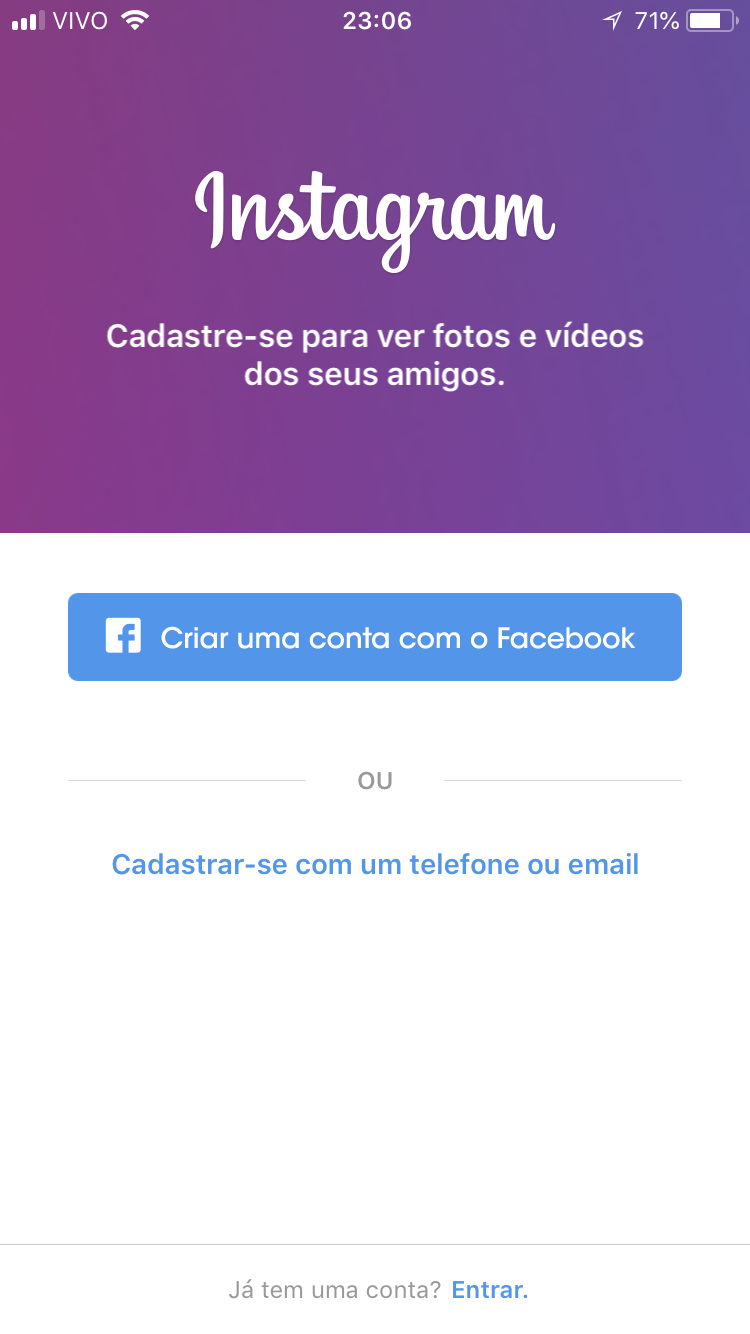 VIVO 23:06 71%
Instagram
Cadastre-se para ver fotos e vídeos
dos seus amigos.
Criar uma conta com o Facebook
OU
Cadastrar-se com um telefone ou email
Já tem uma conta? Entrar.